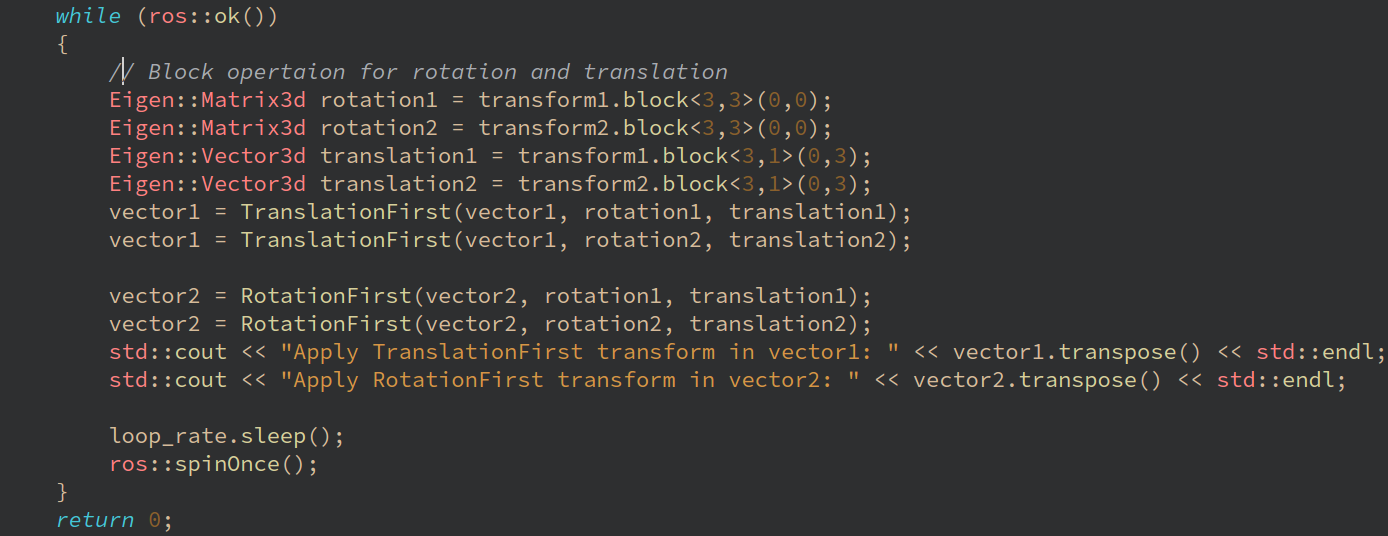 while (ros::ok())
{
// Block opertaion for rotation and translation
Eigen::Matrix3d rotation1 = transform1.block<3,3>(0,0);
Eigen::Matrix3d rotation2 = transform2.block<3,3>(0,0);
Eigen::Vector3d translation1 = transform1.block<3,1>(0,3);
Eigen::Vector3d translation2 = transform2.block<3,1>(0,3);
vector1 = TranslationFirst(vector1, rotation1, translation1);
vector1 = TranslationFirst(vector1, rotation2, translation2);
vector2 = RotationFirst(vector2, rotation1, translation1);
vector2 = RotationFirst(vector2, rotation2, translation2);
std::cout << "Apply TranslationFirst transform in vector1: " << vector1.transpose() << std::endl;
std::cout << "Apply RotationFirst transform in vector2: " << vector2.transpose() << std::endl;
loop_rate.sleep();
ros::spinOnce();
}
return 0;